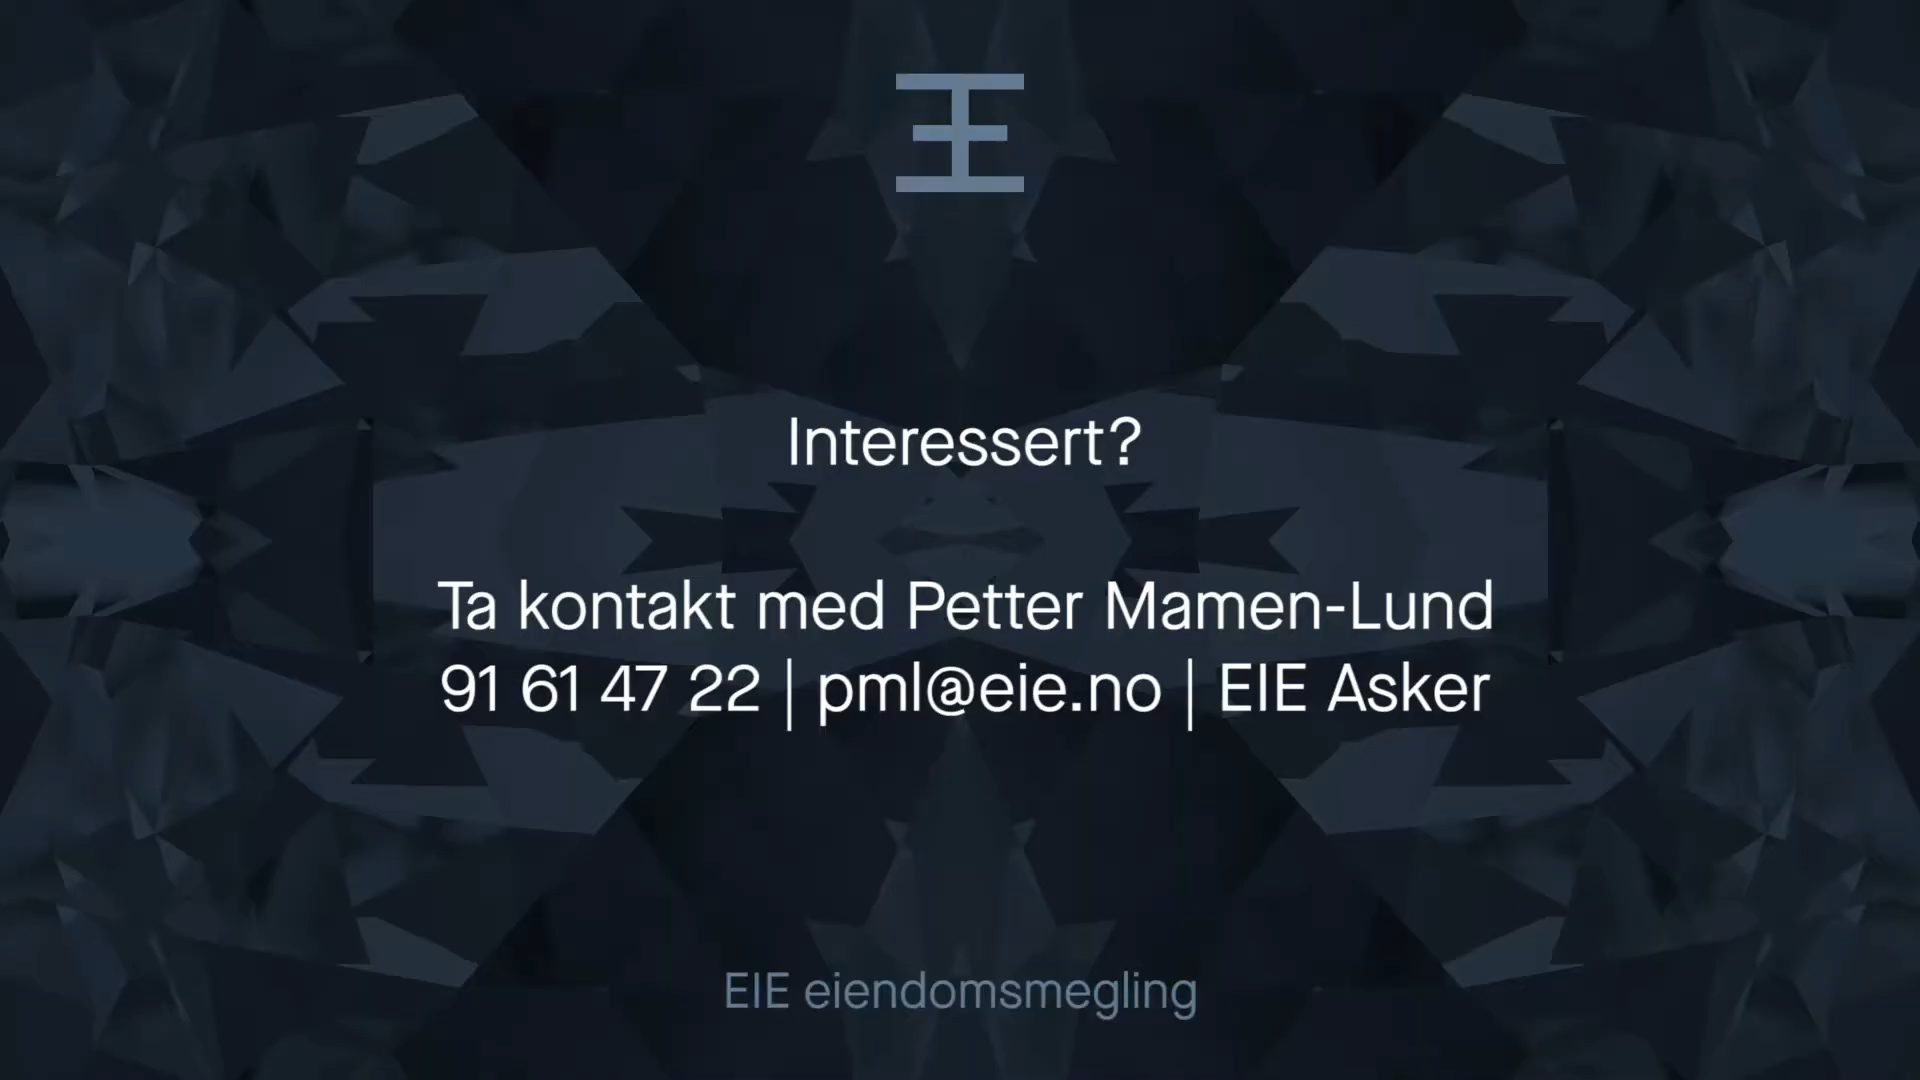 Interessert?
Ta kontakt med Petter Mamen-Lund
91 61 47 22 | pml@eie.no | EIE Asker
EIE eiendomsmegling